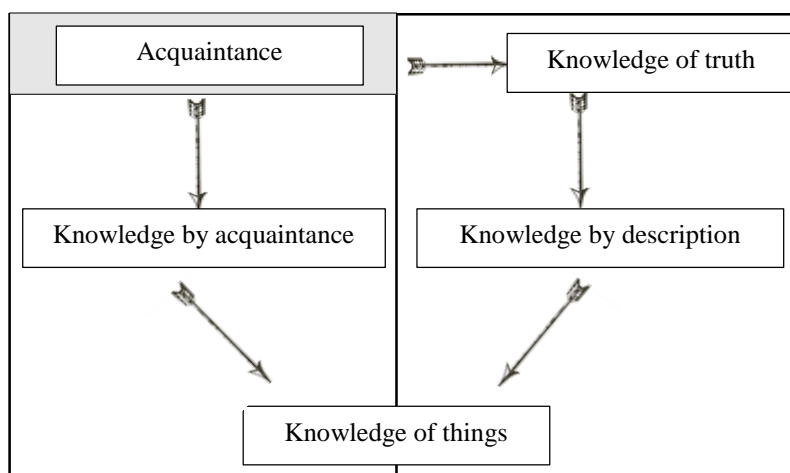 Acquaintance
Knowledge of truth
Knowledge by acquaintance
Knowledge by description
Knowledge of things